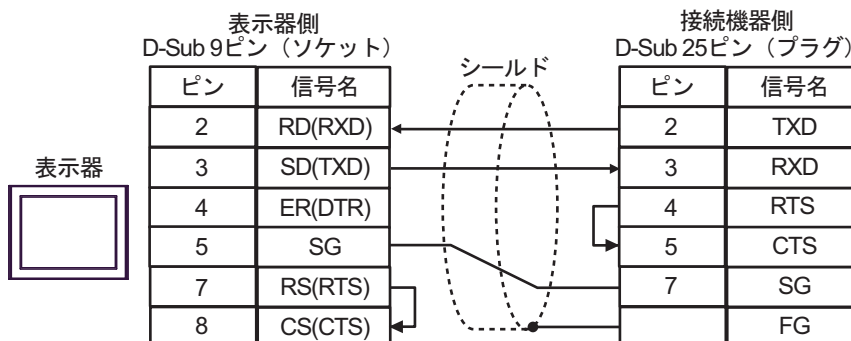 表示器側
D-Sub 9ピン（ソケット）
接続機器側
D-Sub 25ピン（プラグ）
シールド
表示器
ピン 信号名
2 RD(RXD)
3 SD(TXD)
4 ER(DTR)
5 SG
7 RS(RTS)
8 CS(CTS)
ピン 信号名
2 TXD
3 RXD
4 RTS
5 CTS
7 SG
FG